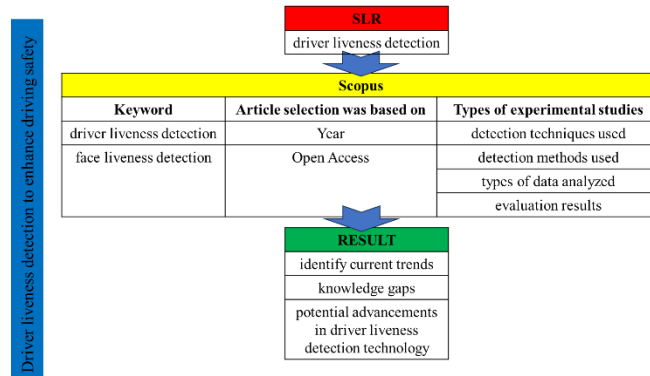 Driver liveness detection to enhance driving safety
SLR
driver liveness detection
Scopus
Keyword
Article selection was based on
Types of experimental studies
driver liveness detection
Year
detection techniques used
face liveness detection
Open Access
detection methods used
types of data analyzed
evaluation results
RESULT
identify current trends
knowledge gaps
potential advancements
in driver liveness
detection technology